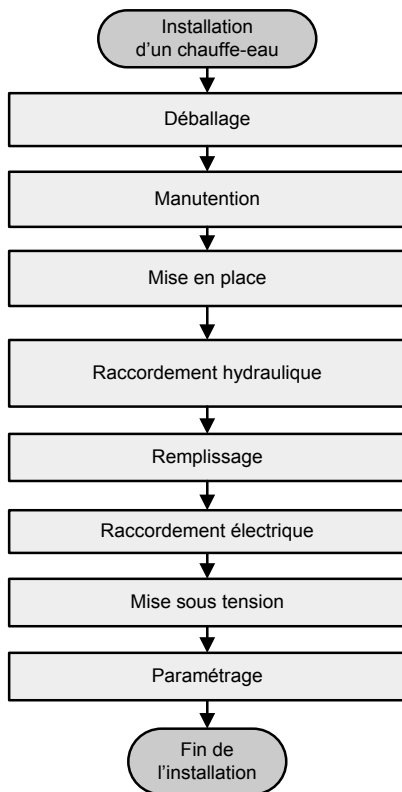 Installation
d’un chauffe-eau
Déballage
Manutention
Mise en place
Raccordement hydraulique
Remplissage
Raccordement électrique
Mise sous tension
Paramétrage
Fin de
l’installation